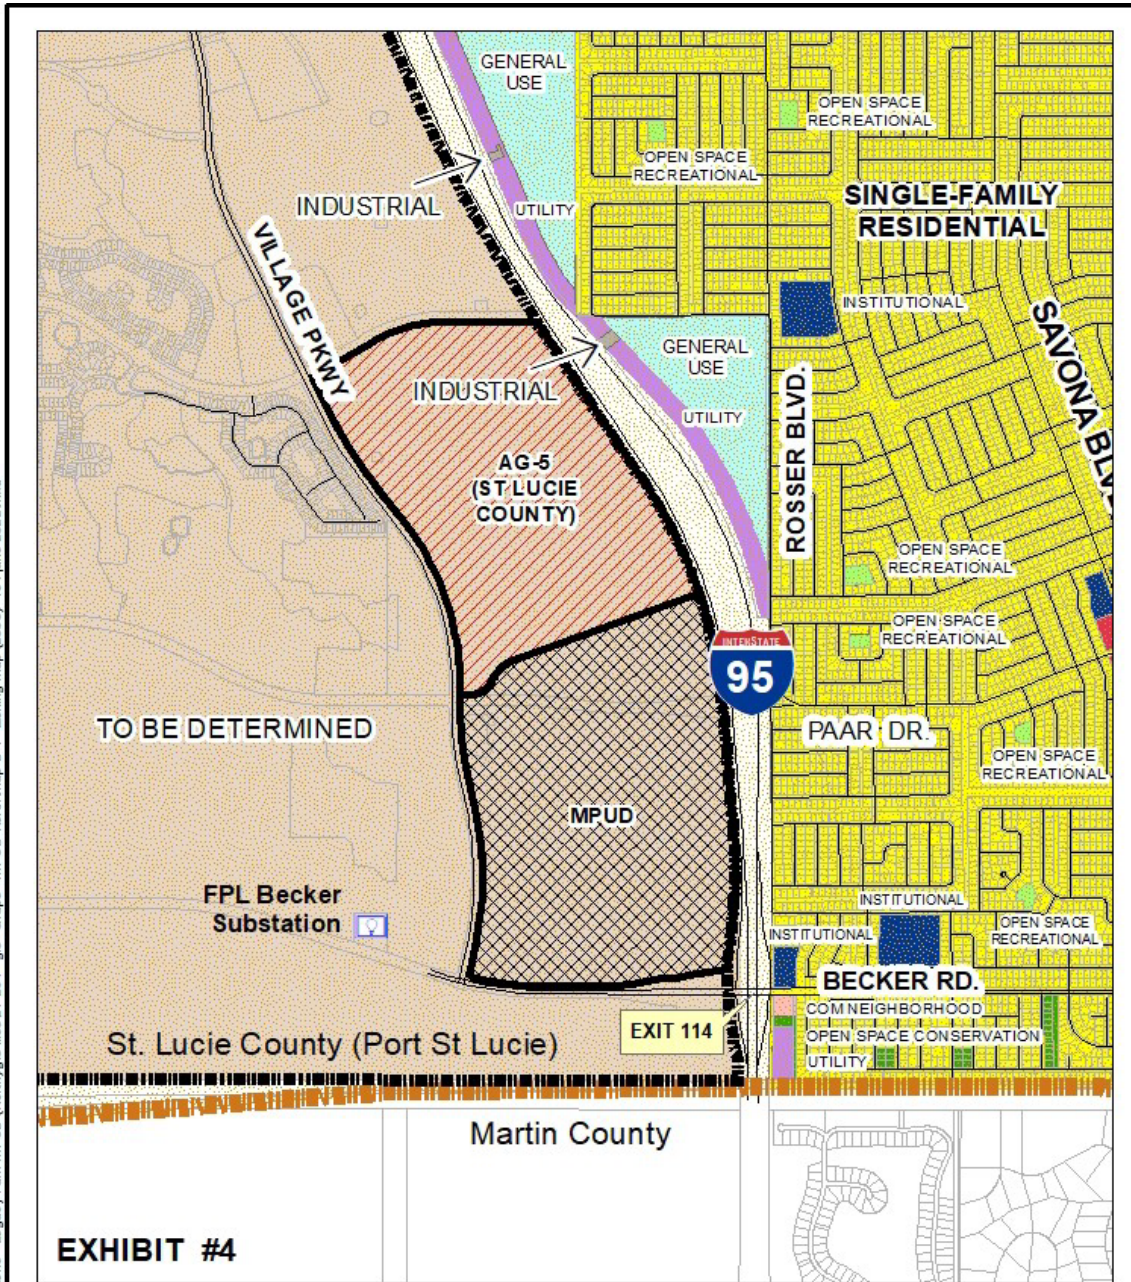 GENERAL
USE
OPEN SPACE
RECREATIONAL
OPEN SPACE
RECREATIONAL
INDUSTRIAL
UTILITY
SINGLE-FAMILY
RESIDENTIAL
VILLAGE PKWY
INSTITUTIONAL
SAVONA BLV
GENERAL
USE
INDUSTRIAL
UTILITY
ROSSER BLVD.
AG-5
(ST LUCIE
COUNTY)
OPEN SPACE
RECREATIONAL
OPEN SPACE
RECREATIONAL
INTERSTATE
95
TO BE DETERMINED
PAAR DR.
OPEN SPACE
RECREATIONAL
MPUD
FPL Becker
Substation
INSTITUTIONAL
OPEN SPACE
RECREATIONAL
INSTITUTIONAL
BECKER RD.
COM NEIGHBORHOOD
EXIT 114
OPEN SPACE CONSERVATION
St. Lucie County (Port St Lucie)
UTILITY
Martin County
EXHIBIT #4